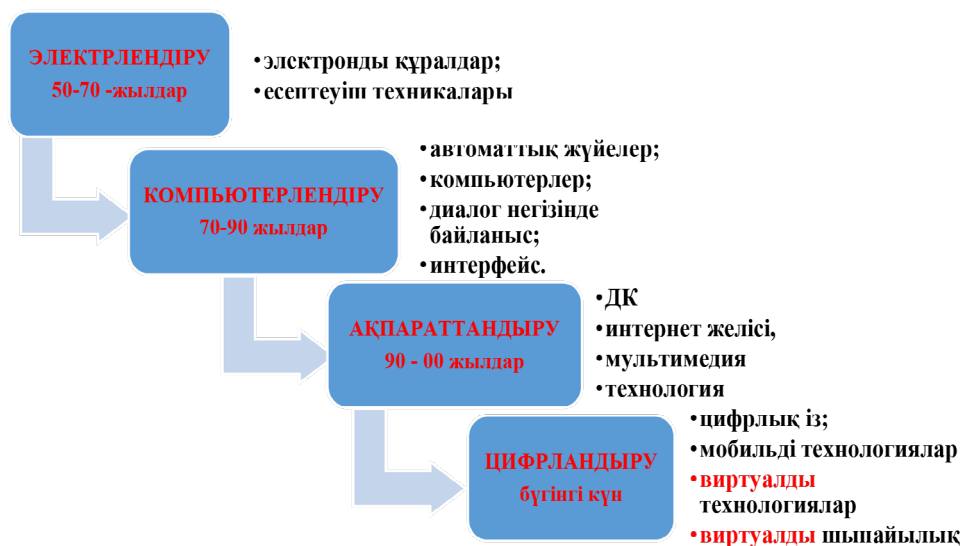 ЭЛЕКТРЛЕНДІРУ
50-70 -жылдар
•элсктронды құралдар;
•есептеуіш техникалары
КОМПЬЮТЕРЛЕНДІРУ
70-90 жылдар
•автоматтық жүйелер;
•компьютерлер;
•диалог негізінде
байланыс;
•интерфейс.
АҚПАРАТТАНДЫРУ
90 - 00 жылдар
•ДК
•интернет желісі,
•мультимедия
•технология
ЦИФРЛАНДЫРУ
бүгінгі күн
•цифрлық із;
•мобильді технологиялар
•виртуалды
технологиялар
•виртуалды шынайылық